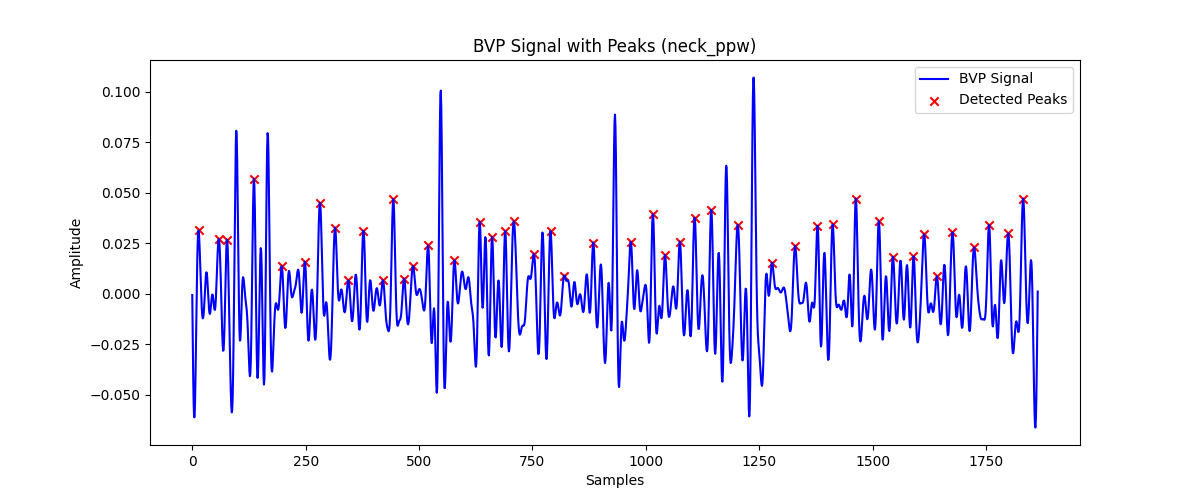 BVP Signal with Peaks (neck_ppw)
BVP Signal
Detected Peaks
Amplitude
0.100
0.075
0.050
0.025
0.000
−0.025
−0.050
0 250 500 750 1000 1250 1500 1750
Samples